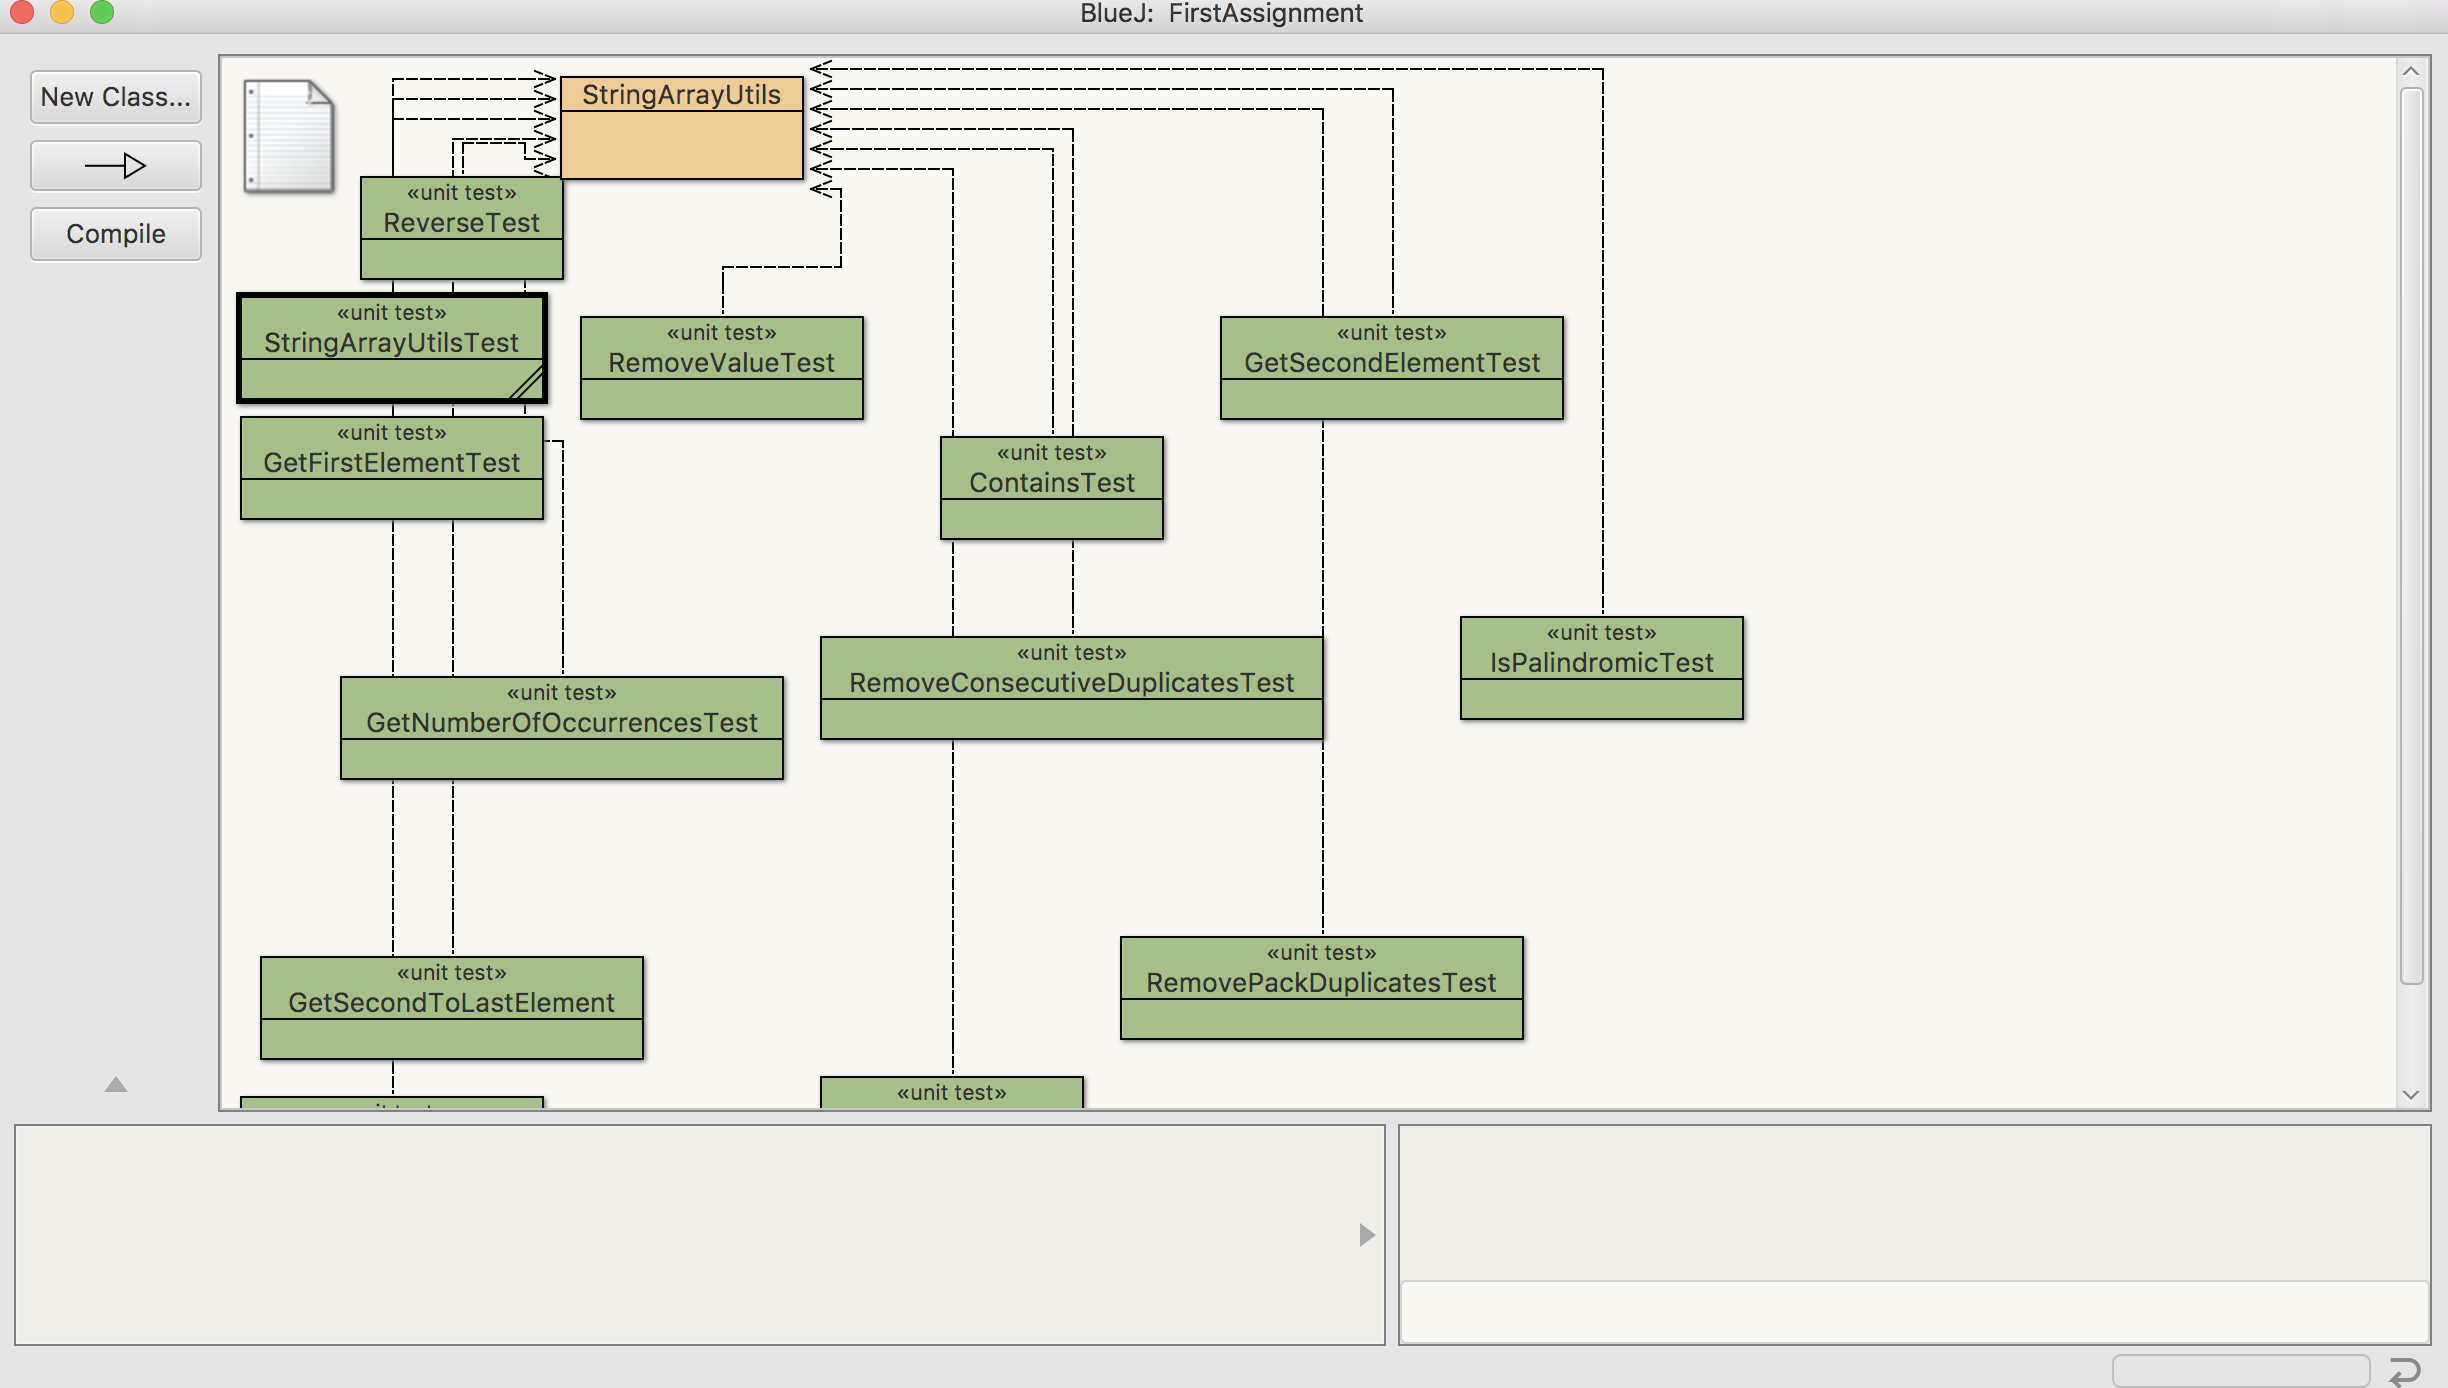 BlueJ:  FirstAssignment
New Class...
Compile
StringArrayUtils
«unit test»
ReverseTest
«unit test»
StringArrayUtilsTest
«unit test»
RemoveValueTest
«unit test»
GetSecondElementTest
«unit test»
GetFirstElementTest
«unit test»
ContainsTest
«unit test»
IsPalindromicTest
«unit test»
RemoveConsecutiveDuplicatesTest
«unit test»
GetNumberOfOccurrencesTest
«unit test»
RemovePackDuplicatesTest
«unit test»
GetSecondToLastElement
«unit test»